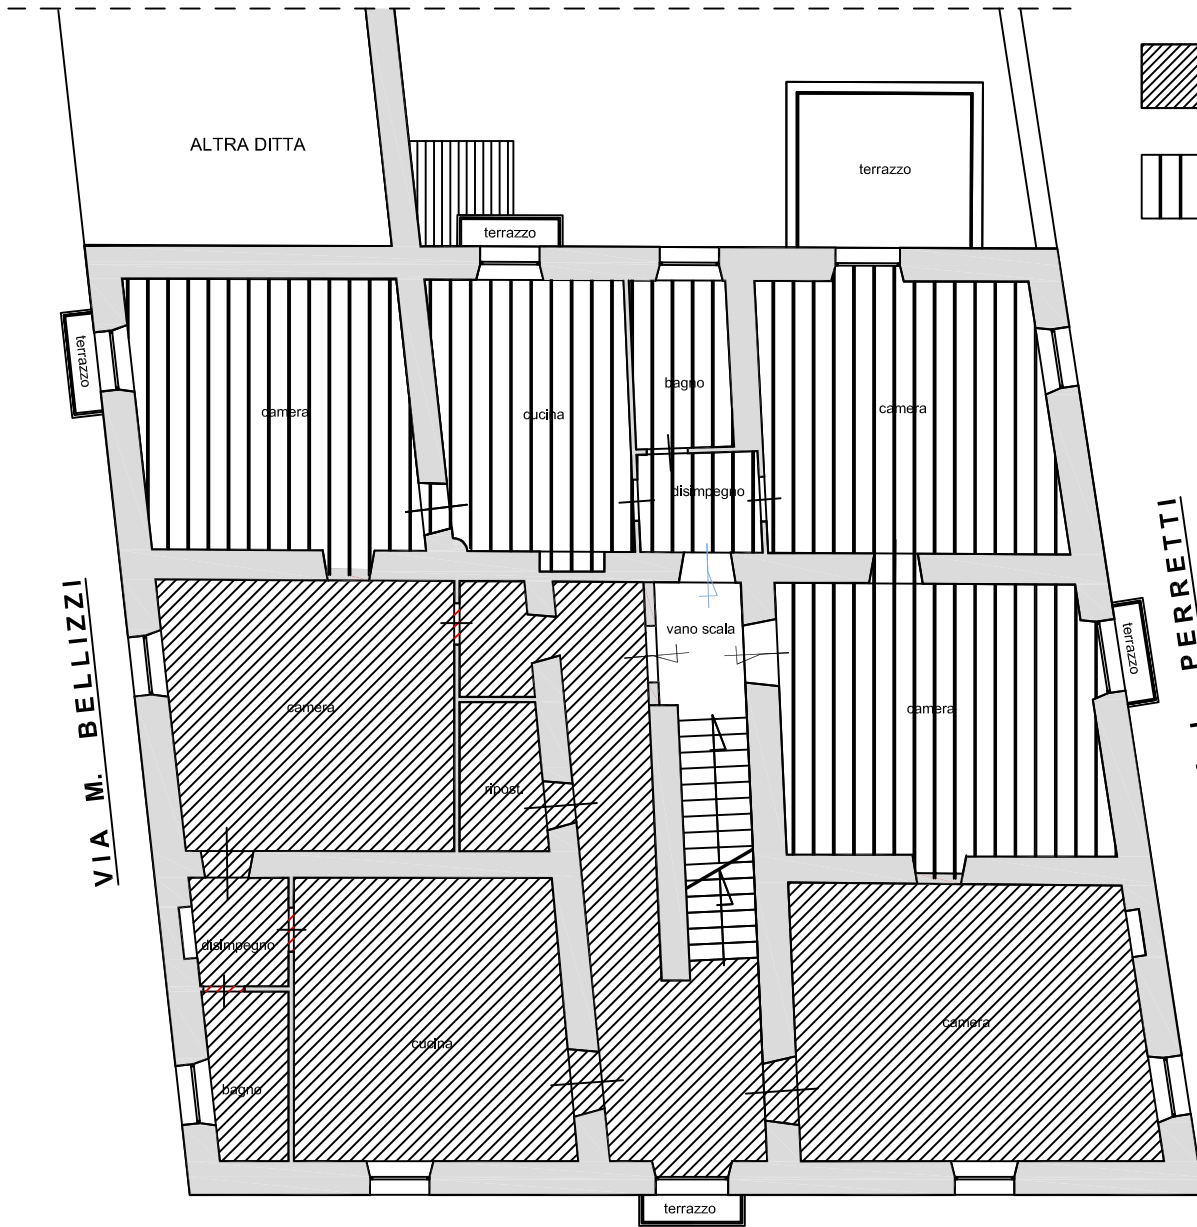 ALTRA DITTA
terrazzo
terrazzo
terrazzo
camera
cucina
bagno
camera
disimpegno
VIA M. BELLIZZI
PERRETTI
vano scala
terrazzo
camera
camera
ripost.
disimpegno
camera
cucina
bagno
terrazzo